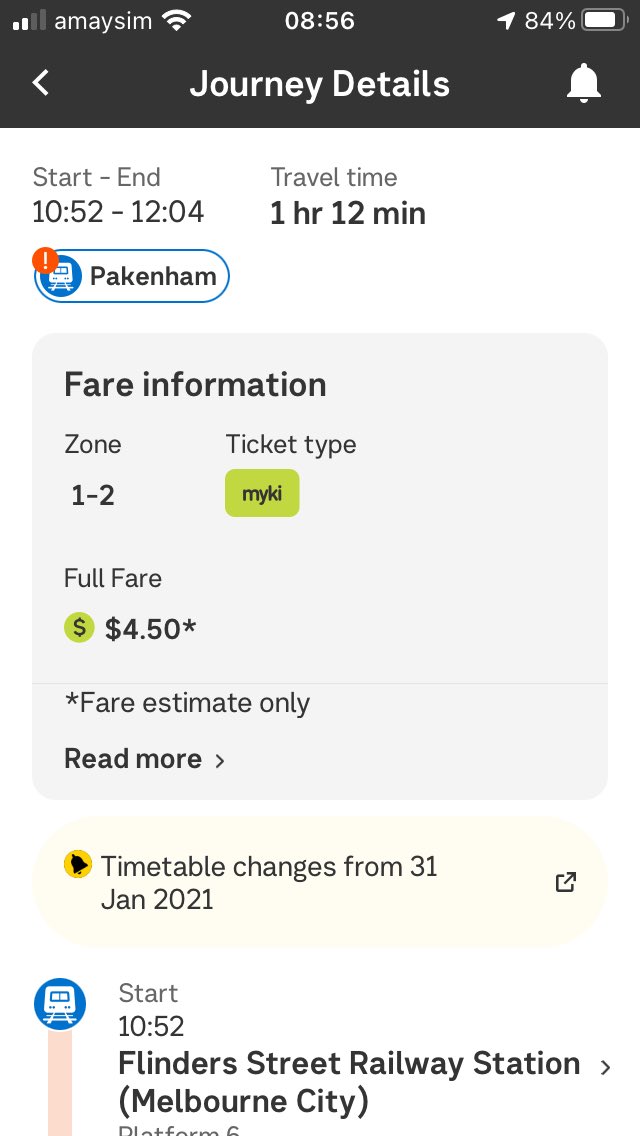 amaysim 08:56 84%
Journey Details
Start - End Travel time
10:52 - 12:04 1 hr 12 min
! Pakenham
Fare information
Zone Ticket type
1-2 myki
Full Fare
$ $4.50*
*Fare estimate only
Read more
Timetable changes from 31
Jan 2021
Start
10:52
Flinders Street Railway Station
(Melbourne City)
Platform 6